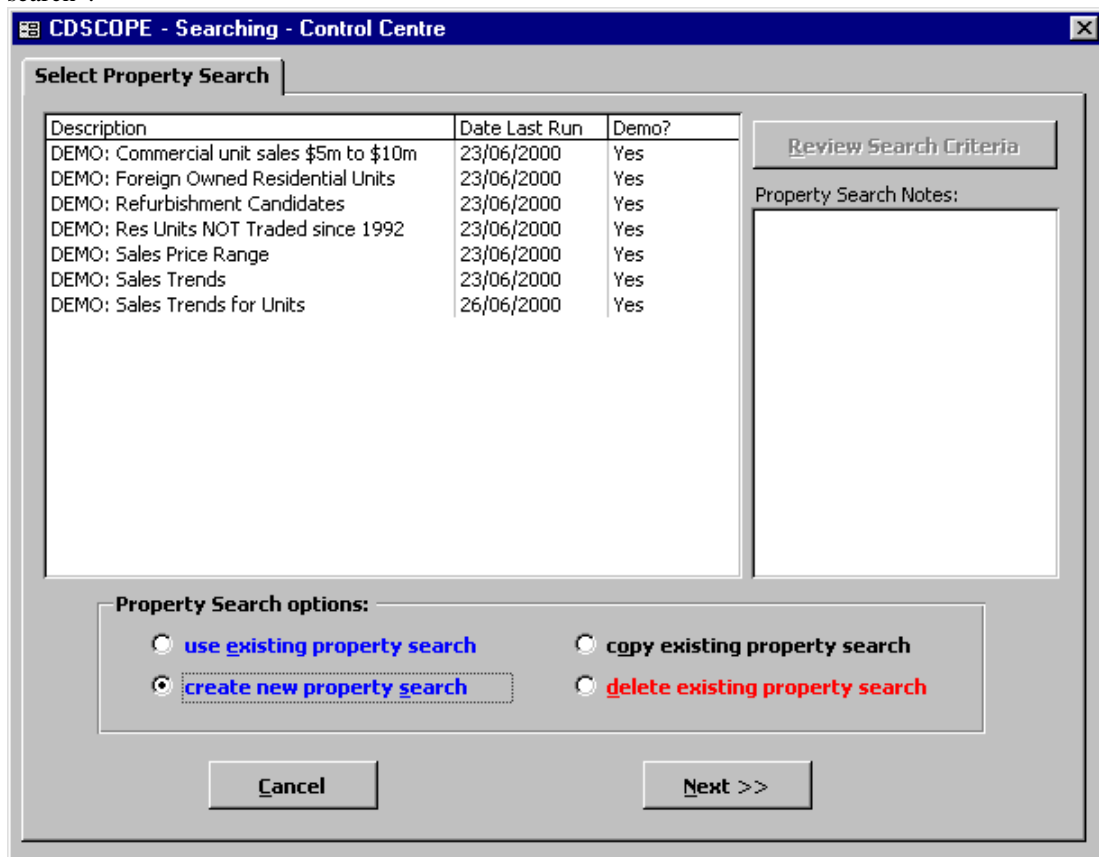 search".
CDSCOPE - Searching - Control Centre
Select Property Search
Description Date Last Run Demo?
DEMO: Commercial unit sales $5m to $10m 23/06/2000 Yes
DEMO: Foreign Owned Residential Units 23/06/2000 Yes
DEMO: Refurbishment Candidates 23/06/2000 Yes
DEMO: Res Units NOT Traded since 1992 23/06/2000 Yes
DEMO: Sales Price Range 23/06/2000 Yes
DEMO: Sales Trends 23/06/2000 Yes
DEMO: Sales Trends for Units 26/06/2000 Yes
Review Search Criteria
Property Search Notes:
Property Search options:
use existing property search
copy existing property search
create new property search
delete existing property search
Cancel
Next >>